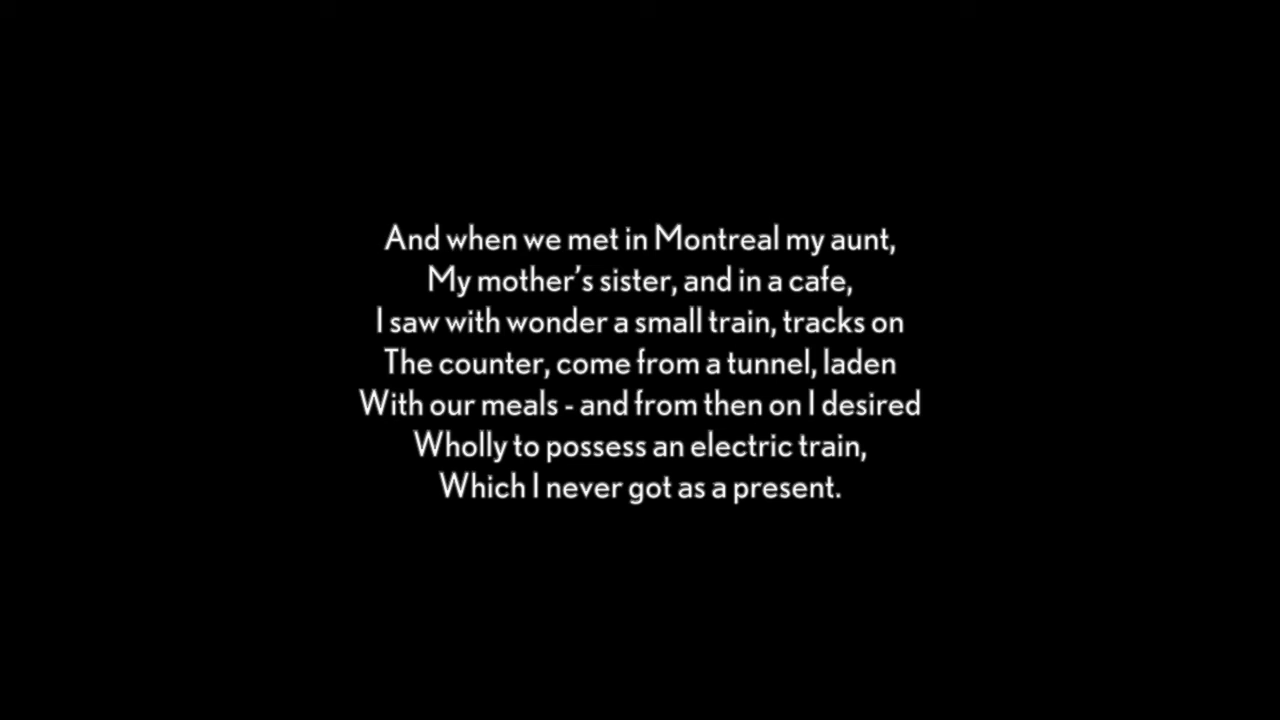 And when we met in Montreal my aunt,
My mother’s sister, and in a cafe,
I saw with wonder a small train, tracks on
The counter, come from a tunnel, laden
With our meals - and from then on I desired
Wholly to possess an electric train,
Which I never got as a present.